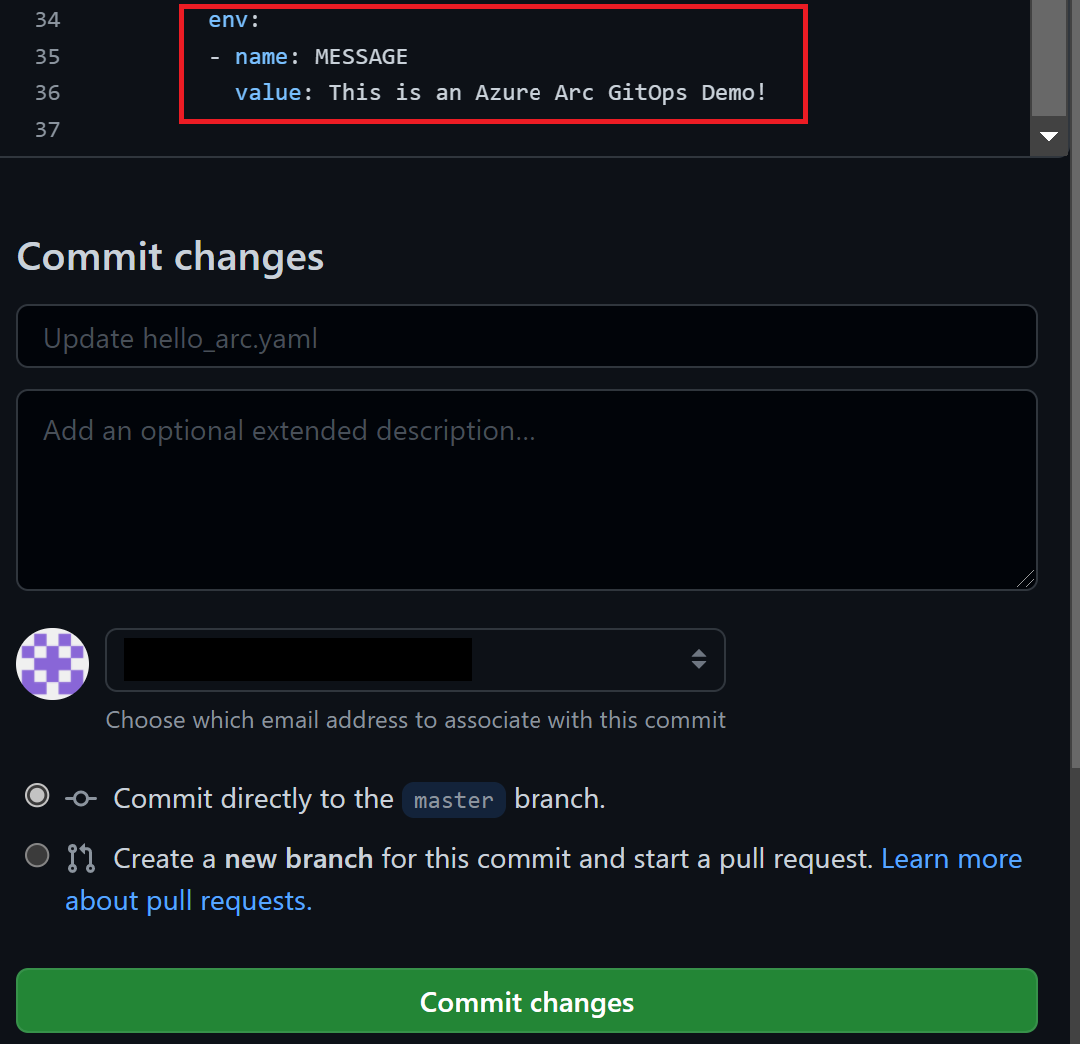 34 env:
35 - name: MESSAGE
36 value: This is an Azure Arc GitOps Demo!
37
Commit changes
Update hello_arc.yaml
Add an optional extended description...
Choose which email address to associate with this commit
Commit directly to the master branch.
Create a new branch for this commit and start a pull request. Learn more
about pull requests.
Commit changes